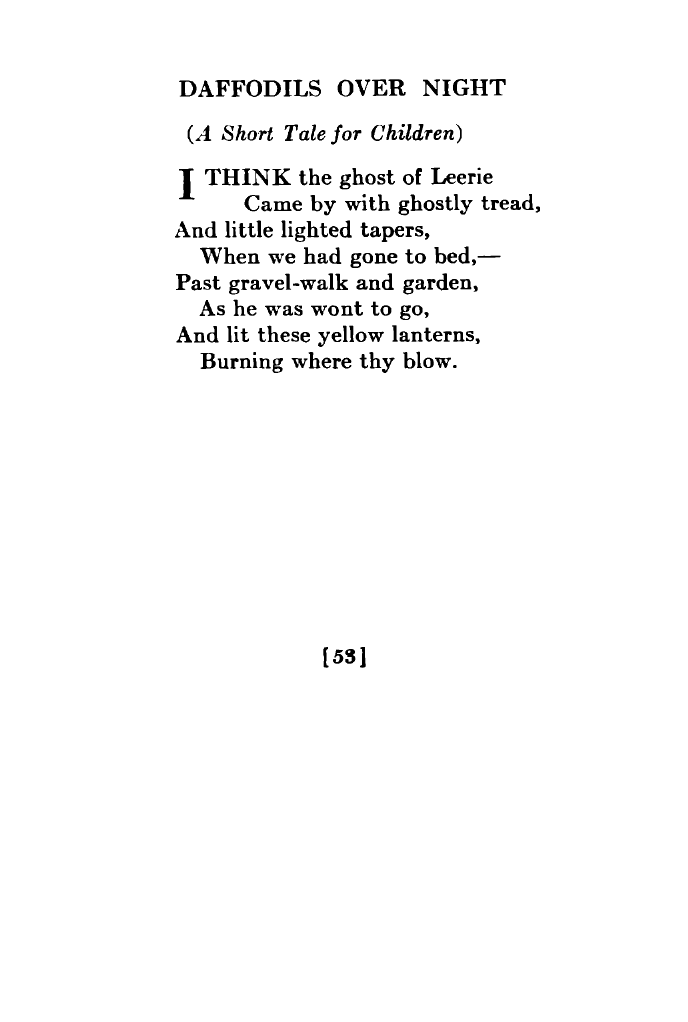 DAFFODILS OVER NIGHT
(A Short Tale for Children)
I THINK the ghost of Leerie
Came by with ghostly tread,
And little lighted tapers,
When we had gone to bed,—
Past gravel-walk and garden,
As he was wont to go,
And lit these yellow lanterns,
Burning where thy blow.
[53]